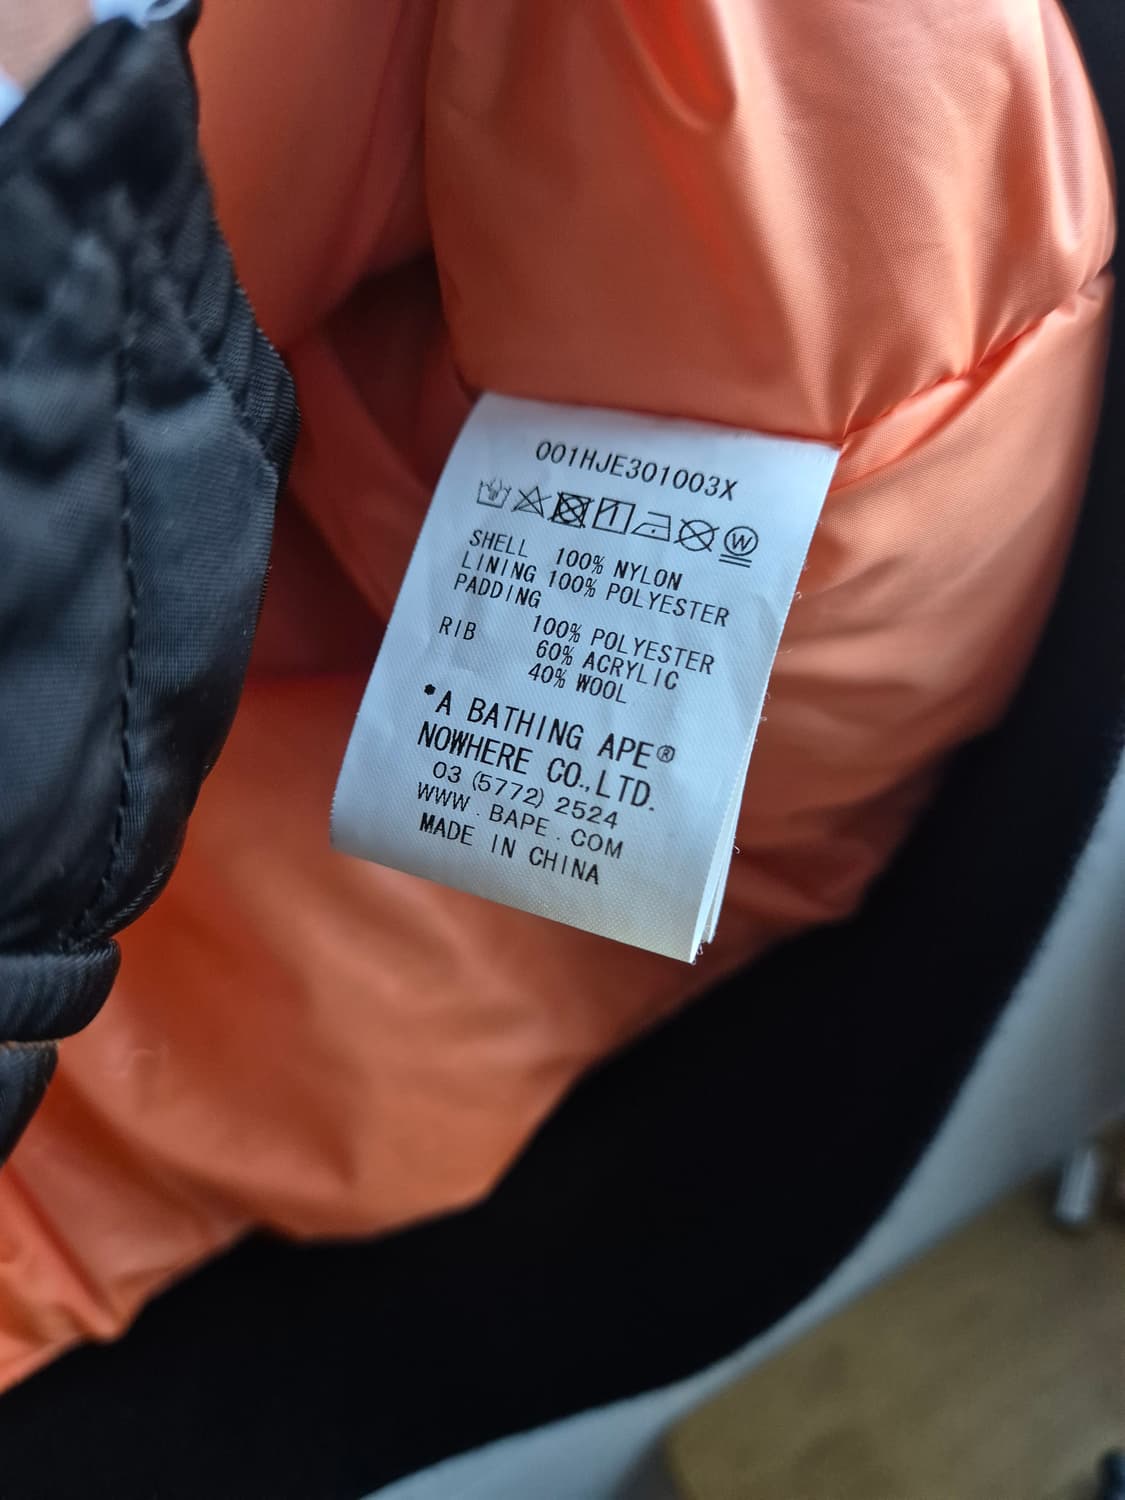 001HJE301003X
W
SHELL 100% NYLON
LINING 100% POLYESTER
PADDING
100% POLYESTER
RIB 60% ACRYLIC
40% WOOL
*A BATHING APE®
NOWHERE CO.,LTD.
03 (5772) 2524
WWW.BAPE.COM
MADE IN CHINA